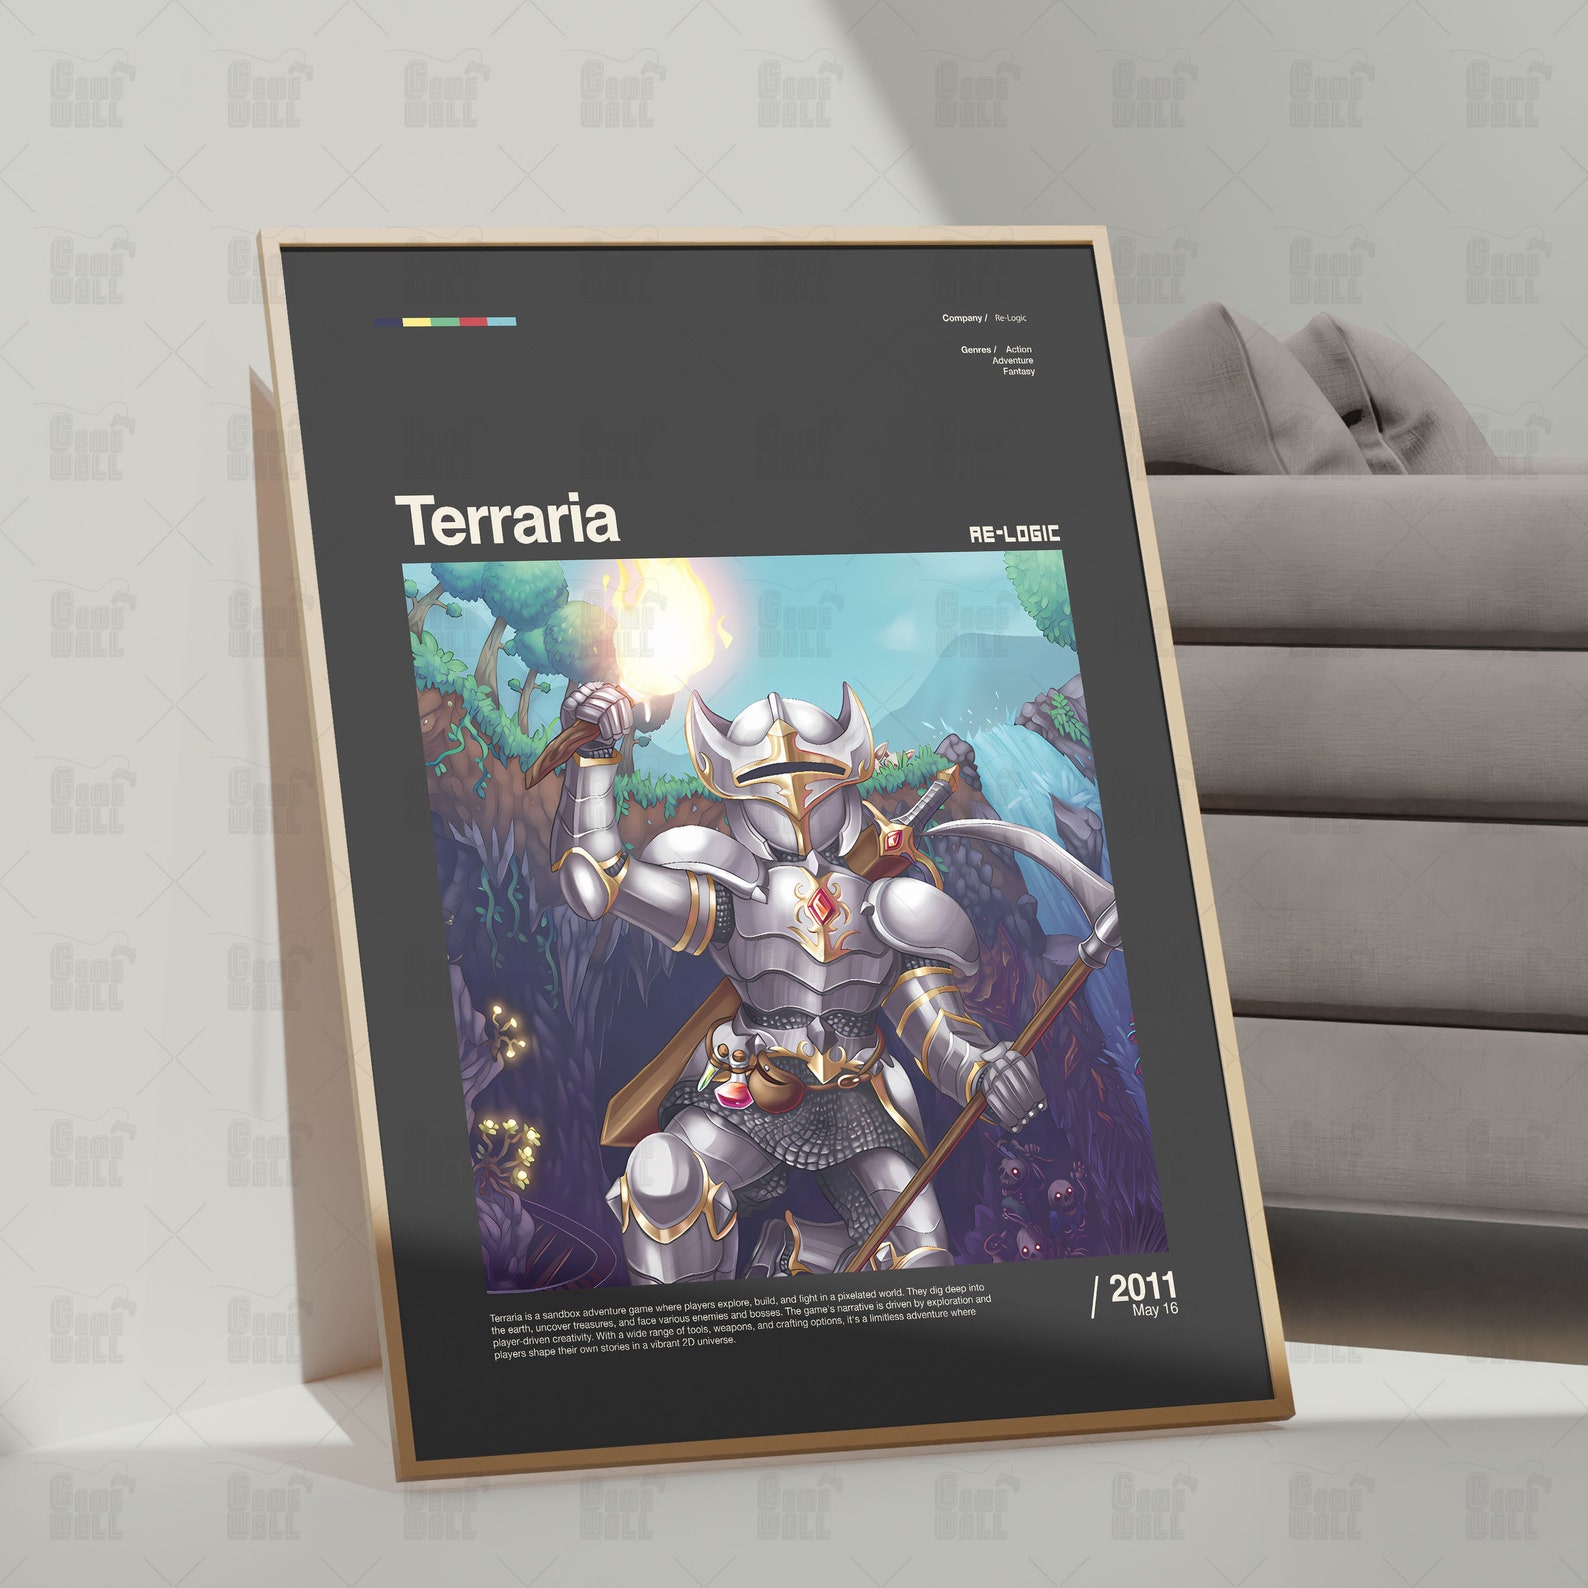 Company / Re-Logic
Genres / Action
Adventure
Fantasy
Terraria
RE-LOGIC
Terraria is a sandbox adventure game where players explore, build, and fight in a pixelated world. They dig deep into
the earth, uncover treasures, and face various enemies and bosses. The game's narrative is driven by exploration and
player-driven creativity. With a wide range of tools, weapons, and crafting options, it's a limitless adventure where
players shape their own stories in a vibrant 2D universe.
/ 2011
May 16
GAME WALL